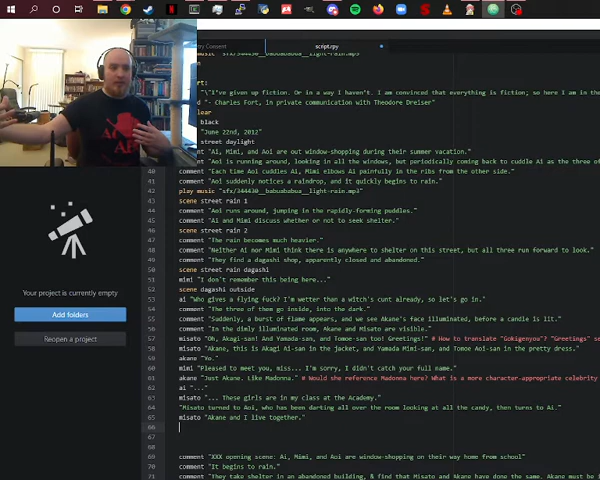 script.rpy
rt:
"\"I've given up fiction. Or in a way I haven't. I am convinced that everything is fiction; so here I am in the
"- Charles Fort, in private communication with Theodore Dreiser"
lear
black
"June 22nd, 2012"
street daylight
"Ai, Mimi, and Aoi are out window-shopping during their summer vacation."
"Aoi is running around, looking in all the windows, but periodically coming back to cuddle Ai as the three of
40 comment "Each time Aoi cuddles Ai, Mimi elbows Ai painfully in the ribs from the other side."
41 comment "Aoi suddenly notices a raindrop, and it quickly begins to rain."
42 play music "sfx/344430__babuababua__light-rain.mp3"
43 scene street rain 1
44 comment "Aoi runs around, jumping in the rapidly-forming puddles."
45 comment "Ai and Mimi discuss whether or not to seek shelter."
46 scene street rain 2
47 comment "The rain becomes much heavier."
48 comment "Neither Ai nor Mimi think there is anywhere to shelter on this street, but all three run forward to look."
49 comment "They find a dagashi shop, apparently closed and abandoned."
50 scene street rain dagashi
51 mimi "I don't remember this being here..."
52 scene dagashi outside
53 ai "Who gives a flying fuck? I'm wetter than a witch's cunt already, so let's go in."
54 comment "The three of them go inside, into the dark."
55 comment "Suddenly, a burst of flame appears, and we see Akane's face illuminated, before a candle is lit."
56 comment "In the dimly illuminated room, Akane and Misato are visible."
57 misato "Oh, Akagi-san! And Yamada-san, and Tomoe-san too! Greetings!" # How to translate "Gokigenyou"? "Greetings"
58 misato "Akane, this is Akagi Ai-san in the jacket, and Yamada Mimi-san, and Tomoe Aoi-san in the pretty dress."
59 akane "Yo."
60 mimi "Pleased to meet you, miss... I'm sorry, I didn't catch your full name."
61 akane "Just Akane. Like Madonna." # Would she reference Madonna here? What is a more character-appropriate celebrity
62 ai "..."
63 misato "... These girls are in my class at the Academy."
64 "Misato turned to Aoi, who has been darting all over the room looking at all the candy, then turns to Ai."
65 misato "Akane and I live together."
66
67
68 comment "XXX opening scene: Ai, Mimi, and Aoi are window-shopping on their way home from school"
70 comment "It begins to rain."
71 comment "They take shelter in an abandoned building, & find that Misato and Akane have done the same. Akane must be
Your project is currently empty
Add folders
Reopen a project